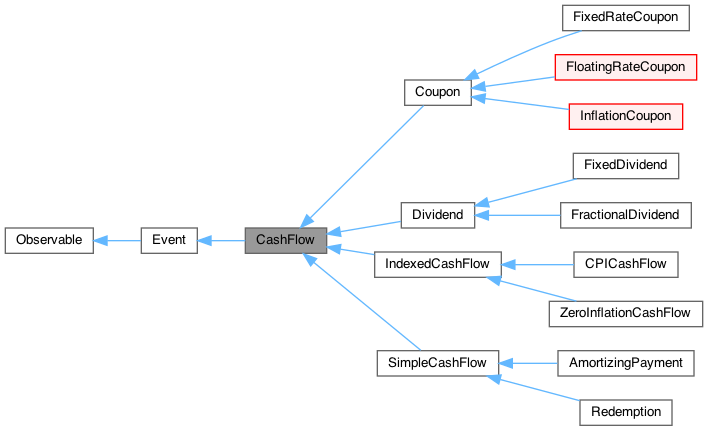 FixedRateCoupon
FloatingRateCoupon
Coupon
InflationCoupon
FixedDividend
Dividend
FractionalDividend
Observable
Event
CashFlow
IndexedCashFlow
CPICashFlow
ZeroInflationCashFlow
SimpleCashFlow
AmortizingPayment
Redemption